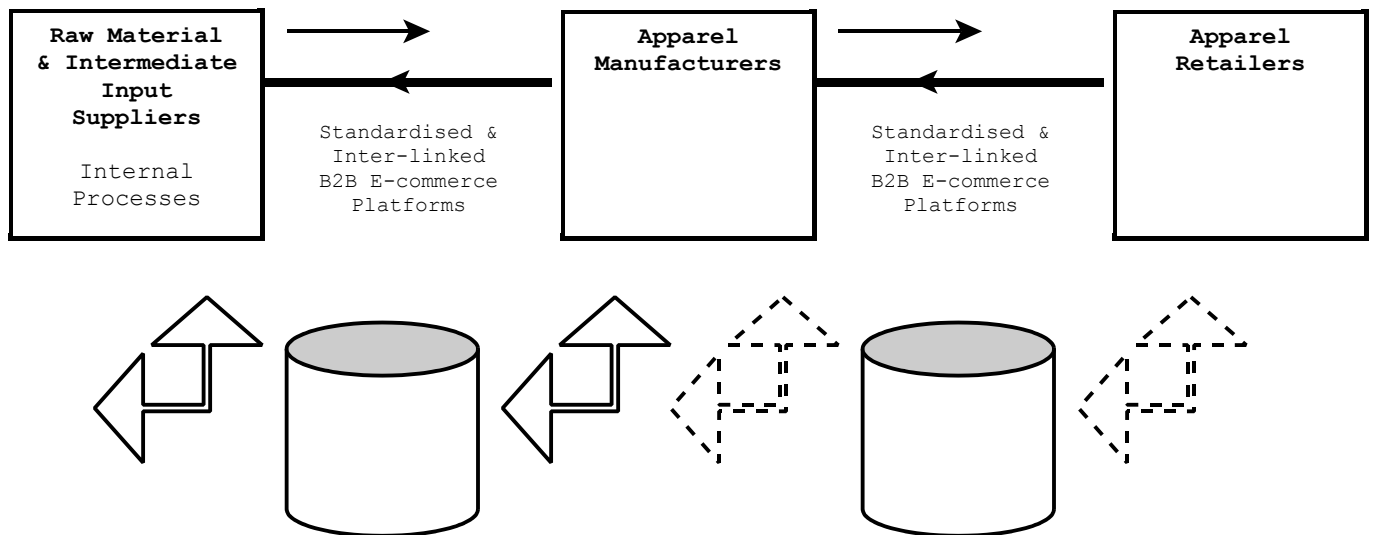 Raw Material
& Intermediate
Input
Suppliers
Internal
Processes
Standardised &
Inter-linked
B2B E-commerce
Platforms
Apparel
Manufacturers
Standardised &
Inter-linked
B2B E-commerce
Platforms
Apparel
Retailers